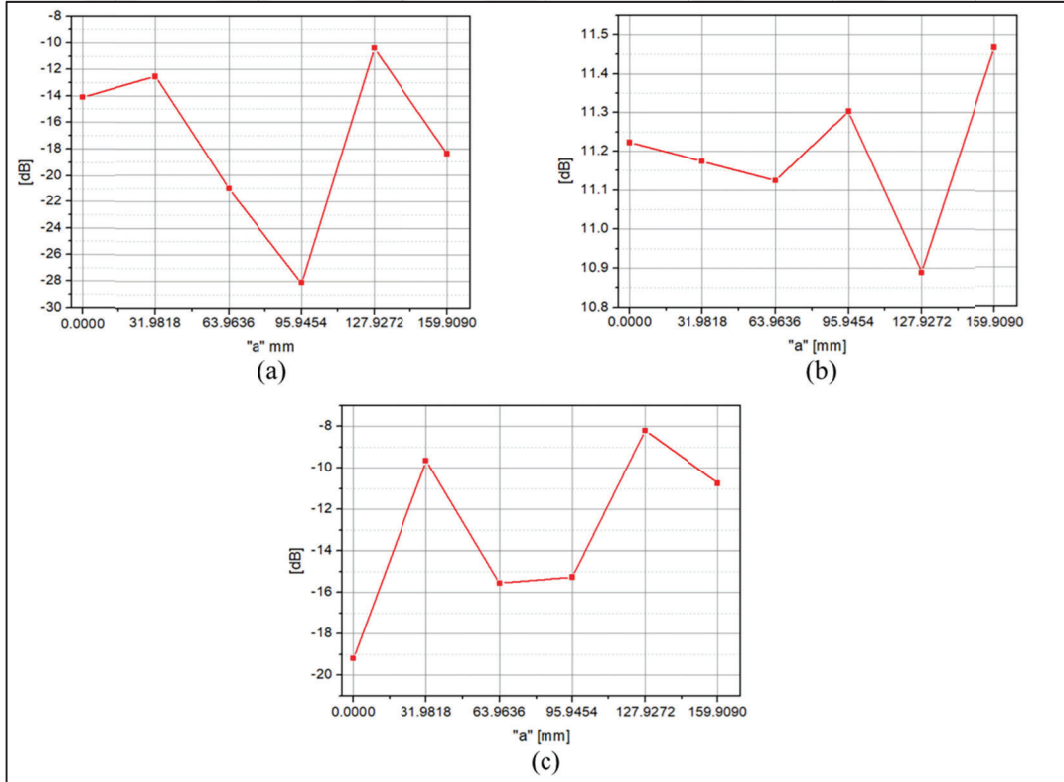 -8
-10
-12
-14
-16
-18
-20
-22
-24
-26
-28
-30
[dB]
0.0000 31.9818 63.9636 95.9454 127.9272 159.9090
"a" mm
(a)
11.5
11.4
11.3
11.2
11.1
11.0
10.9
10.8
[dB]
0.0000 31.9818 63.9636 95.9454 127.9272 159.9090
"a" [mm]
(b)
-8
-10
-12
-14
-16
-18
-20
[dB]
0.0000 31.9818 63.9636 95.9454 127.9272 159.9090
"a" [mm]
(c)